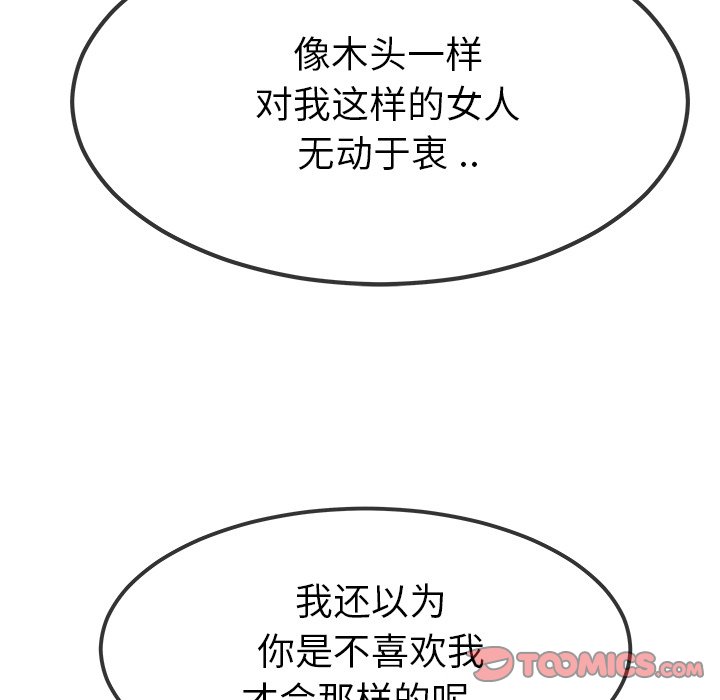 像木头一样
对我这样的女人
无动于衷 ..
我还以为
你是不喜欢我
才会那样的呢
TOOMICS.COM